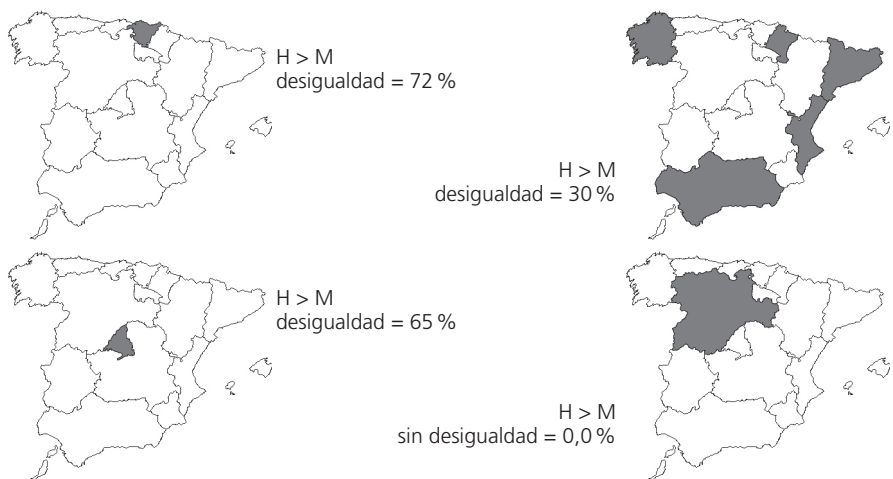 H > M
desigualdad = 72 %
H > M
desigualdad = 30 %
H > M
desigualdad = 65 %
H > M
sin desigualdad = 0,0 %